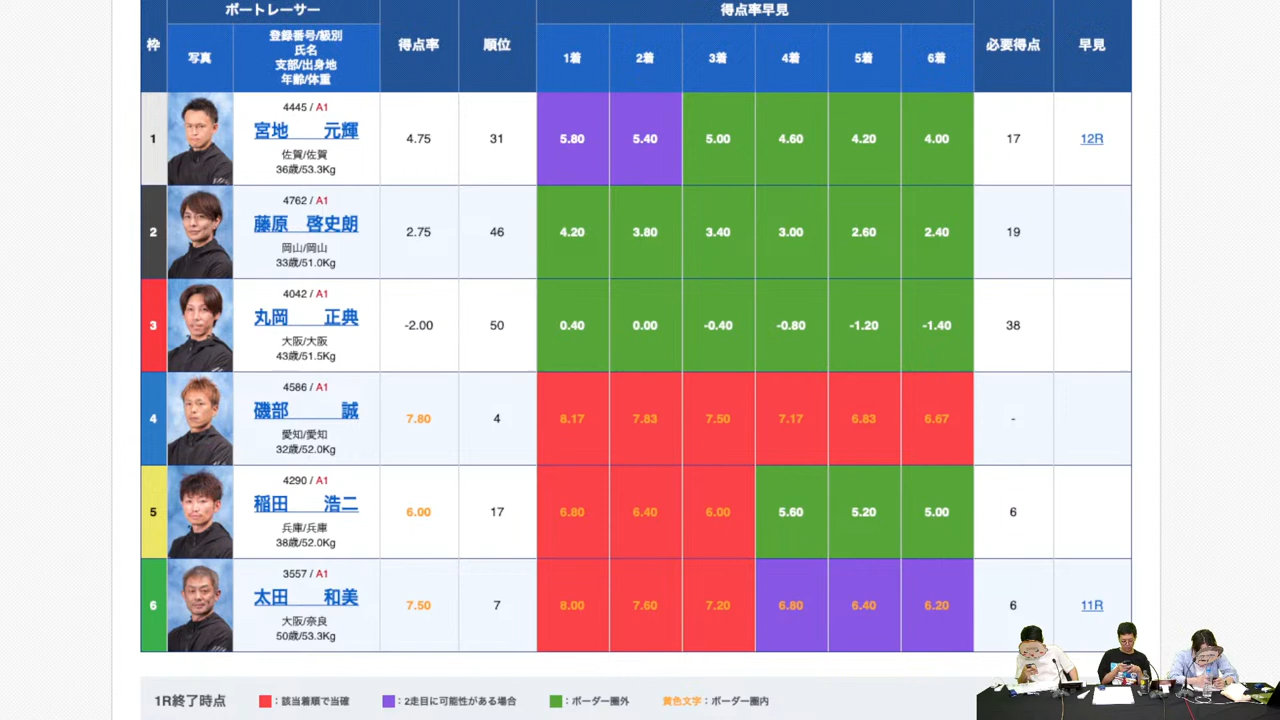 枠 ボートレーサー 得点率 順位 得点率早見 必要得点 早見
写真 登録番号/級別
氏名
支部/出身地
年齢/体重
1着 2着 3着 4着 5着 6着
1 4445 / A1
宮地 元輝
佐賀/佐賀
36歳/53.3Kg
4.75 31 5.80 5.40 5.00 4.60 4.20 4.00 17 12R
2 4762 / A1
藤原 啓史朗
岡山/岡山
33歳/51.0Kg
2.75 46 4.20 3.80 3.40 3.00 2.60 2.40 19
3 4042 / A1
丸岡 正典
大阪/大阪
43歳/51.5Kg
-2.00 50 0.40 0.00 -0.40 -0.80 -1.20 -1.40 38
4 4586 / A1
磯部 誠
愛知/愛知
32歳/52.0Kg
7.80 4 8.17 7.83 7.50 7.17 6.83 6.67 -
5 4290 / A1
稲田 浩二
兵庫/兵庫
38歳/52.0Kg
6.00 17 6.80 6.40 6.00 5.60 5.20 5.00 6
6 3557 / A1
太田 和美
大阪/奈良
50歳/53.3Kg
7.50 7 8.00 7.60 7.20 6.80 6.40 6.20 6 11R
1R終了時点 :該当着順で当確 :2走目に可能性がある場合 :ボーダー圏外 黄色文字:ボーダー圏内